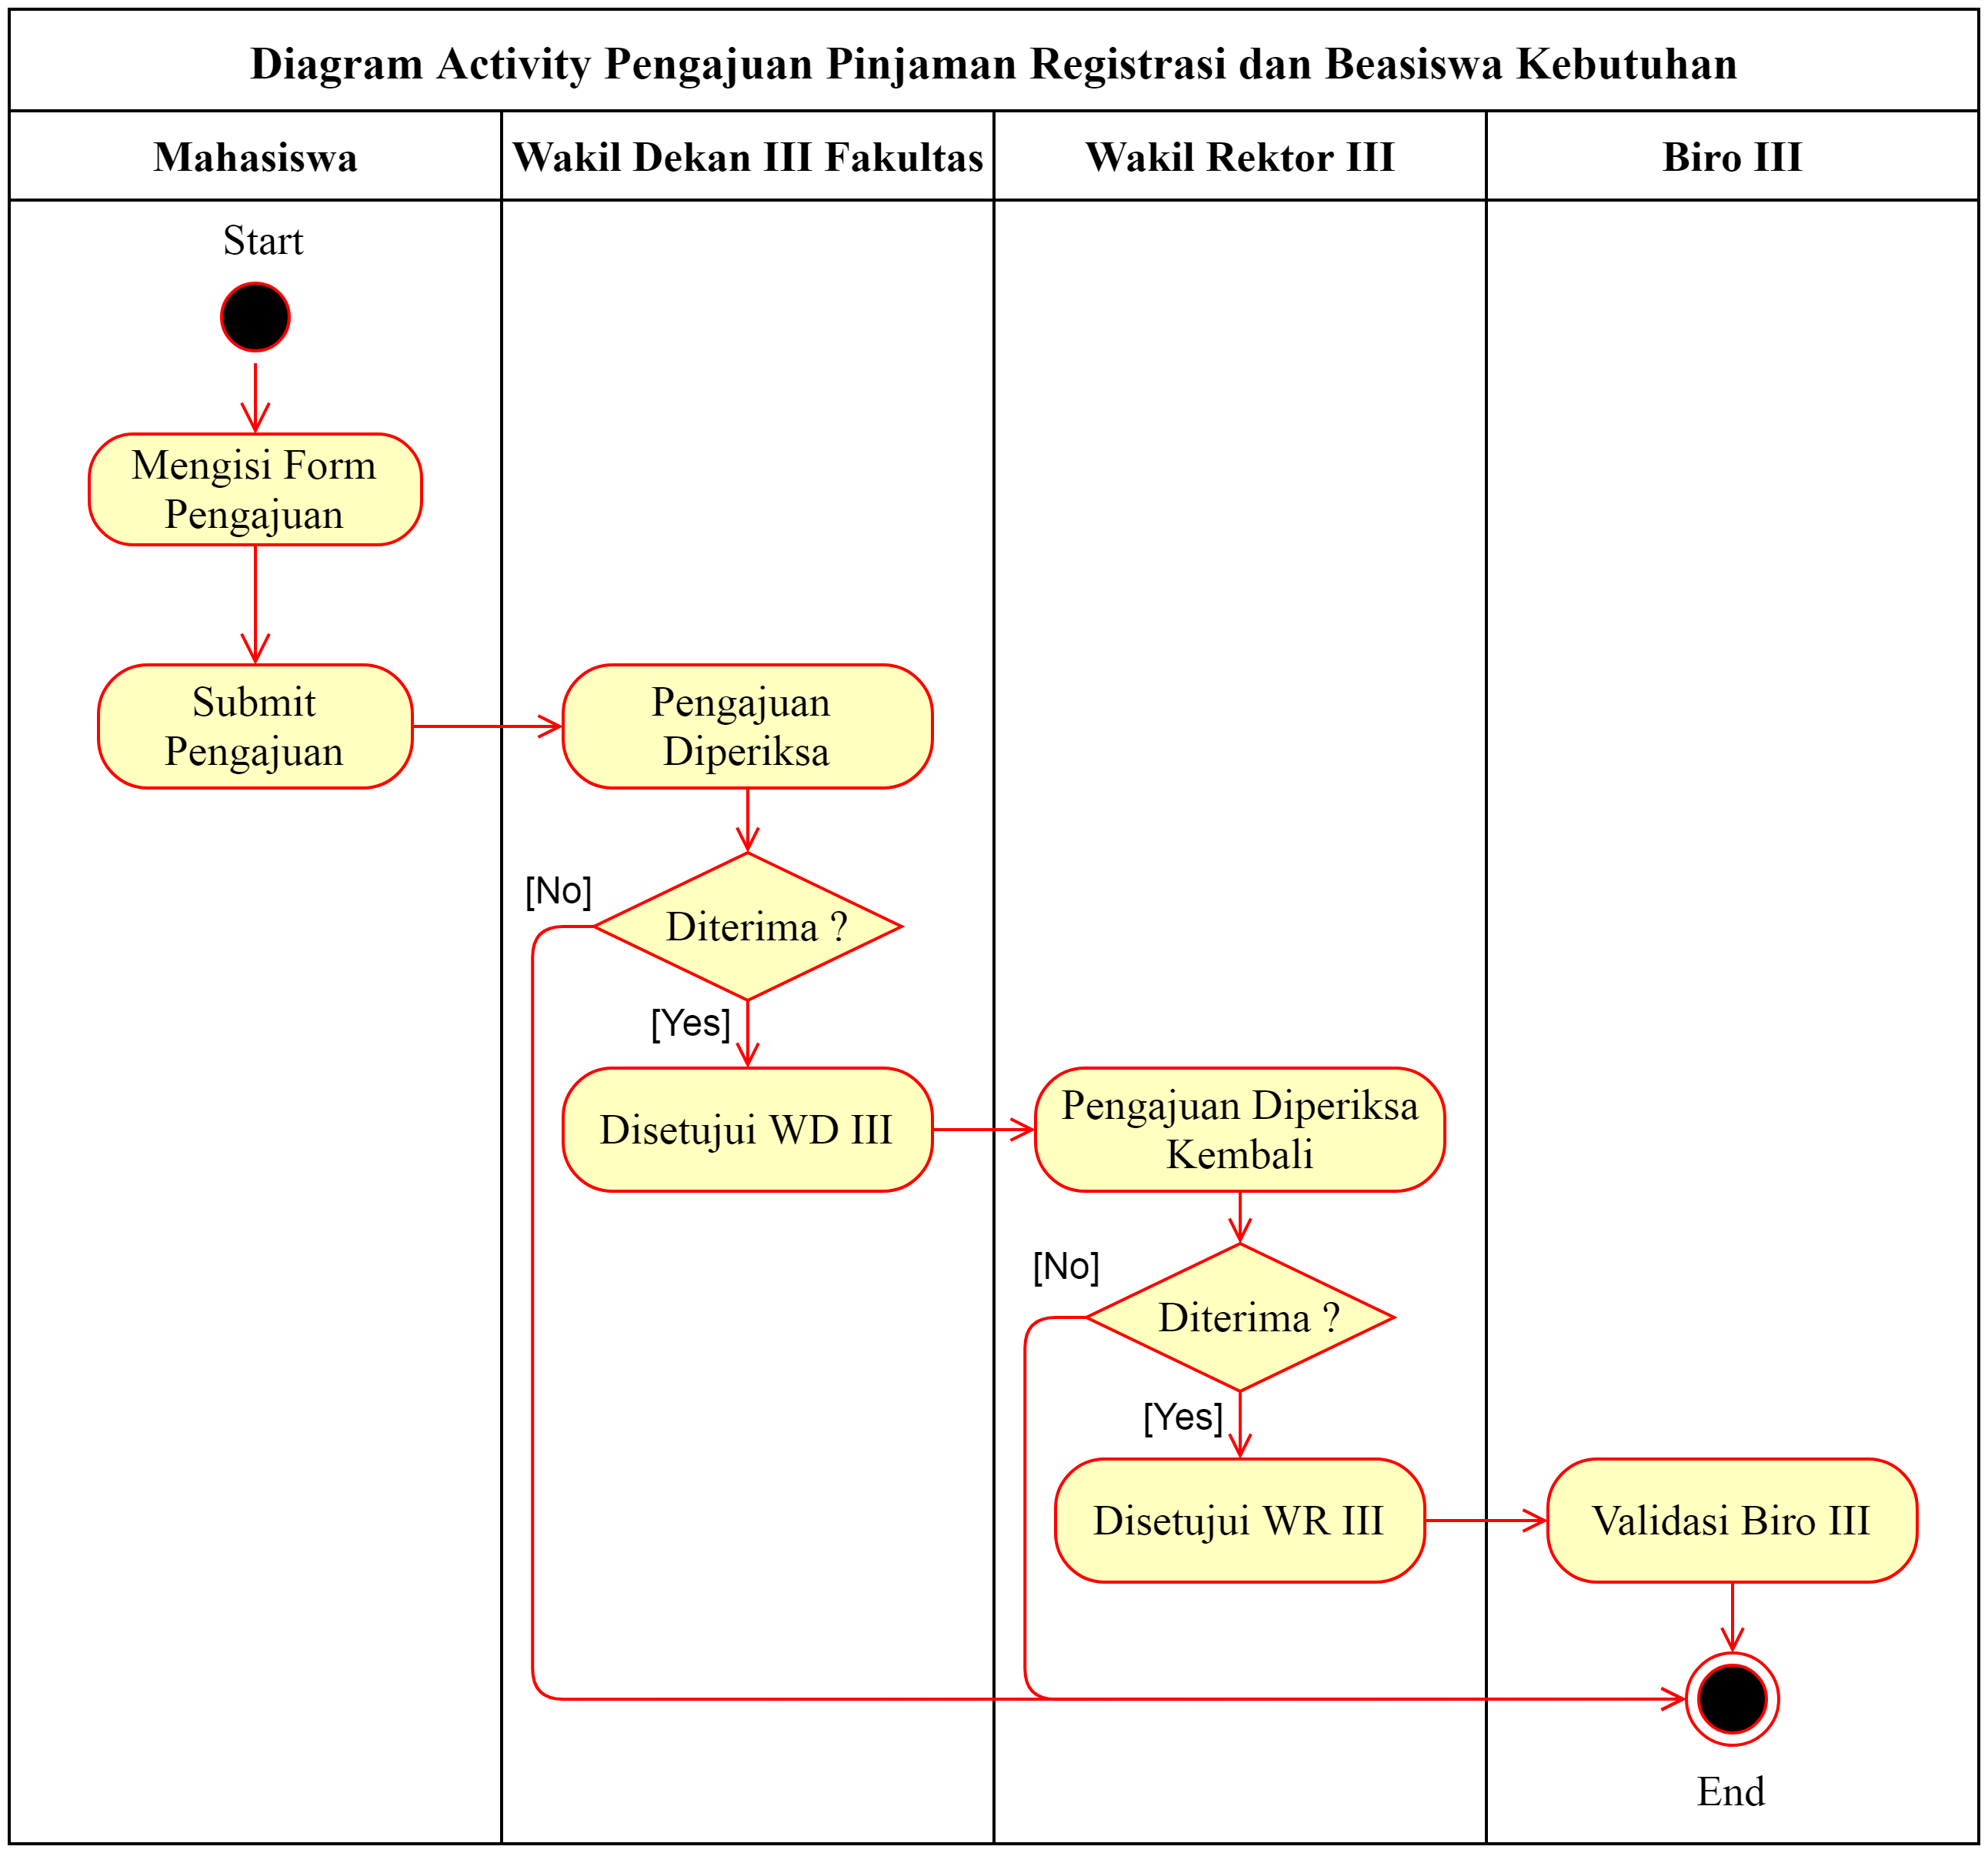 Diagram Activity Pengajuan Pinjaman Registrasi dan Beasiswa Kebutuhan
Mahasiswa
Wakil Dekan III Fakultas
Wakil Rektor III
Biro III
Start
Mengisi Form
Pengajuan
Submit
Pengajuan
Pengajuan
Diperiksa
[No]
Diterima ?
[Yes]
Disetujui WD III
Pengajuan Diperiksa
Kembali
[No]
Diterima ?
[Yes]
Disetujui WR III
Validasi Biro III
End